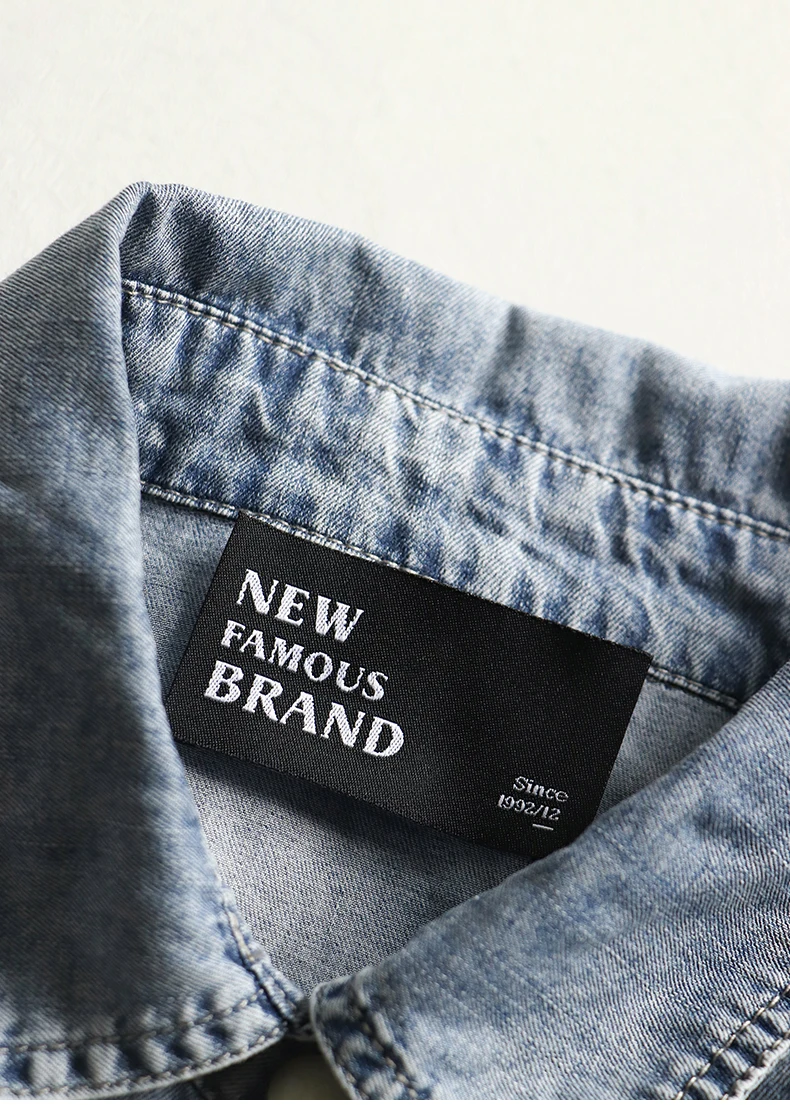 NEW
FAMOUS
BRAND
Since
1992/12